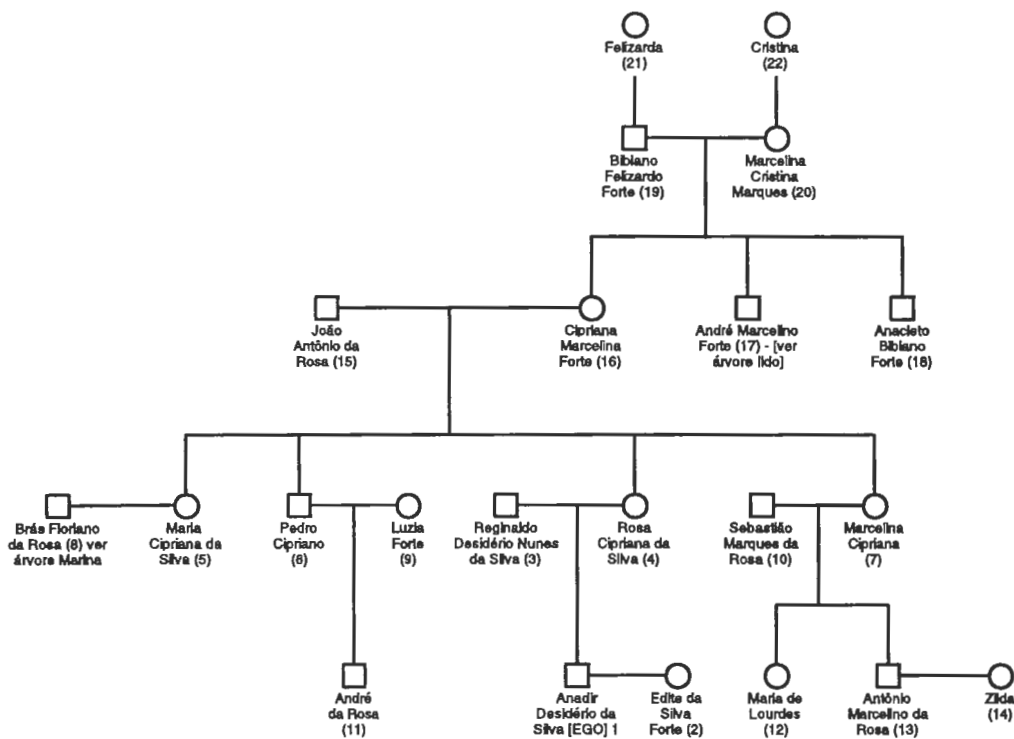 Felizarda
(21)
Cristina
(22)
Bibiano
Felizardo
Forte (19)
Marcelina
Cristina
Marques (20)
João
Antônio da
Rosa (15)
Cipriana
Marcelina
Forte (16)
André Marcelino
Forte (17) - [ver
árvore Ildo]
Anacleto
Bibiano
Forte (18)
Brás Floriano
da Rosa (8) ver
árvore Marina
Maria
Cipriana da
Silva (5)
Pedro
Cipriano
(6)
Luzia
Forte
(9)
Reginaldo
Desidério Nunes
da Silva (3)
Rosa
Cipriana da
Silva (4)
Sebastião
Marques da
Rosa (10)
Marcelina
Cipriana
(7)
André
da Rosa
(11)
Anadir
Desidério da
Silva [EGO] 1
Edite da
Silva
Forte (2)
Maria de
Lourdes
(12)
Antônio
Marcelino da
Rosa (13)
Zilda
(14)